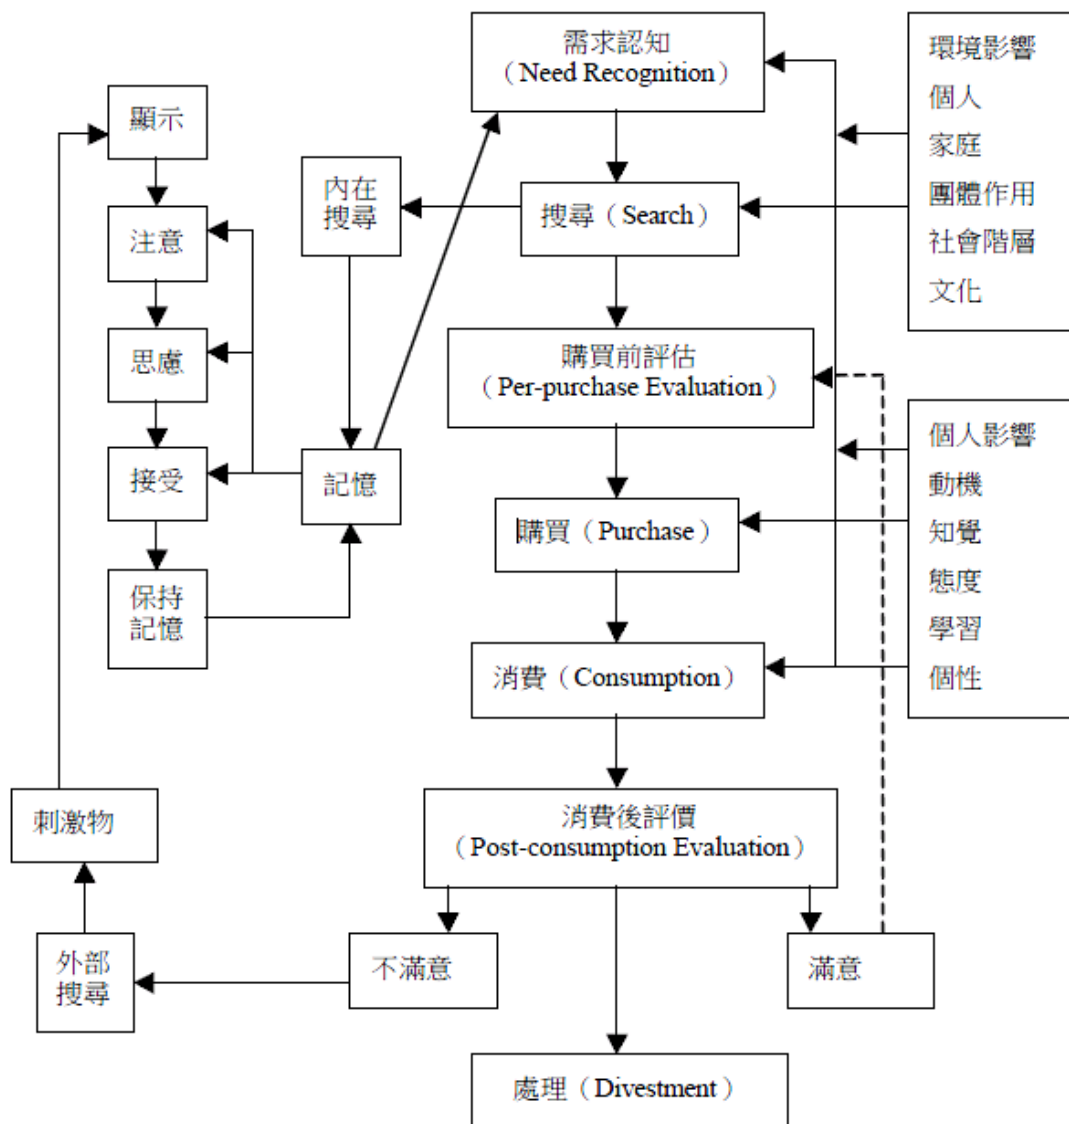 需求認知
（Need Recognition）
環境影響
個人
家庭
團體作用
社會階層
文化
顯示
內在
搜尋
搜尋（Search）
注意
思慮
購買前評估
（Per-purchase Evaluation）
個人影響
動機
知覺
態度
學習
個性
接受
記憶
購買（Purchase）
保持
記憶
消費（Consumption）
刺激物
消費後評價
（Post-consumption Evaluation）
外部
搜尋
不滿意
滿意
處理（Divestment）